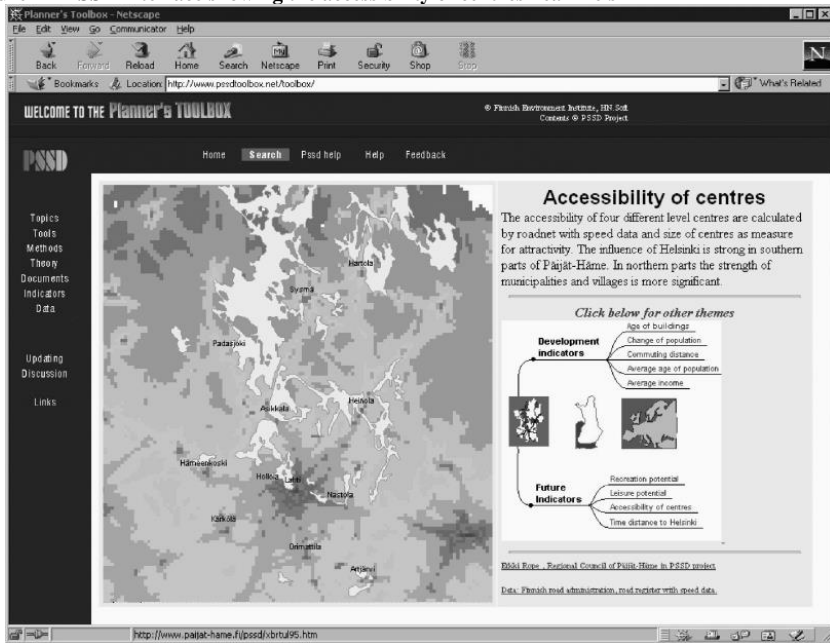 Planner's Toolbox - Netscape
File Edit View Go Communicator Help
Back Forward Reload Home Search Netscape Print Security Shop Stop
Bookmarks Location: http://www.pssdtoolbox.net/toolbox/ What's Related
WELCOME TO THE Planner's TOOLBOX
© Finnish Environment Institute, HN Soft
Contents © PSSD Project
PSSD
Home Search Pssd help Help Feedback
Topics
Tools
Methods
Theory
Documents
Indicators
Data
Updating
Discussion
Links
Hartola
Sysmä
Padasjoki
Heinola
Asikkala
Hämeenkoski
Hollola
Lahti
Nastola
Kärkölä
Orimattila
Artjärvi
Accessibility of centres
The accessibility of four different level centres are calculated
by roadnet with speed data and size of centres as measure
for attractivity. The influence of Helsinki is strong in southern
parts of Päijät-Häme. In northern parts the strength of
municipalities and villages is more significant.
Click below for other themes
Development
indicators
Age of buildings
Change of population
Commuting distance
Average age of population
Average income
Future
Indicators
Recreation potential
Leisure potential
Accessibility of centres
Time distance to Helsinki
Erkki Rope , Regional Council of Päijät-Häme in PSSD project
Data: Finnish road administration, road register with speed data.
http://www.paijat-hame.fi/pssd/xbrtul95.htm